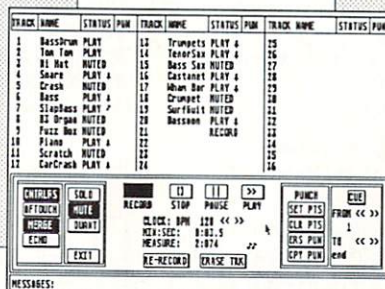 TRACK NAME STATUS PUN TRACK NAME STATUS PUN TRACK NAME STATUS PUN
1 BassDrum PLAY 13 Trumpets PLAY ↓ 25
2 Tom Tom PLAY 14 TenorSax PLAY ↓ 26
3 Hi Hat MUTED 15 Bass Sax MUTED 27
4 Snare PLAY ↓ 16 Castanet PLAY ↓ 28
5 Crash MUTED 17 Wham Bar PLAY ↓ 29
6 Bass PLAY ↓ 18 Crumpet MUTED 30
7 SlapBass PLAY 19 Surfkuit MUTED 31
8 B3 Organ MUTED 20 Bassoon PLAY ↓ 32
9 Fuzz Box MUTED 21 RECORD 33
10 Piano PLAY ↓ 22 34
11 Scratch MUTED 23 35
12 CarCrash PLAY ↓ 24 36
CNTRLRS SOLO RECORD STOP PAUSE PLAY PUNCH CUE
AFTOUCH MUTE SET PTS FROM << >>
MERGE QUANT CLOCK: BPM 120 << >> CLR PTS 1
ECHO MIN:SEC: ERS PUN TO << >>
EXIT MEASURE: 2:074 CPY PUN end
RE-RECORD ERASE TRK
MESSAGES: